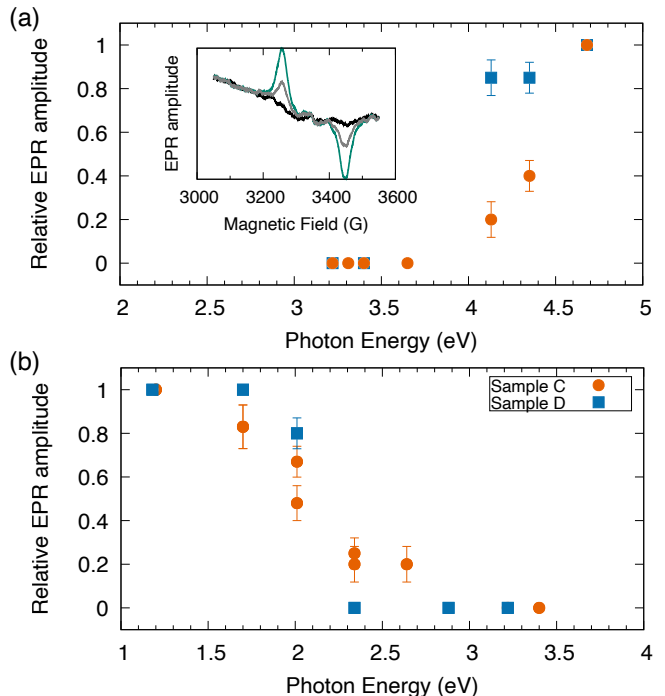 (a)
Relative EPR amplitude
1
0.8
0.6
0.4
0.2
0
EPR amplitude
3000 3200 3400 3600
Magnetic Field (G)
2 2.5 3 3.5 4 4.5 5
Photon Energy (eV)
(b)
Relative EPR amplitude
1
0.8
0.6
0.4
0.2
0
Sample C
Sample D
1 1.5 2 2.5 3 3.5 4
Photon Energy (eV)